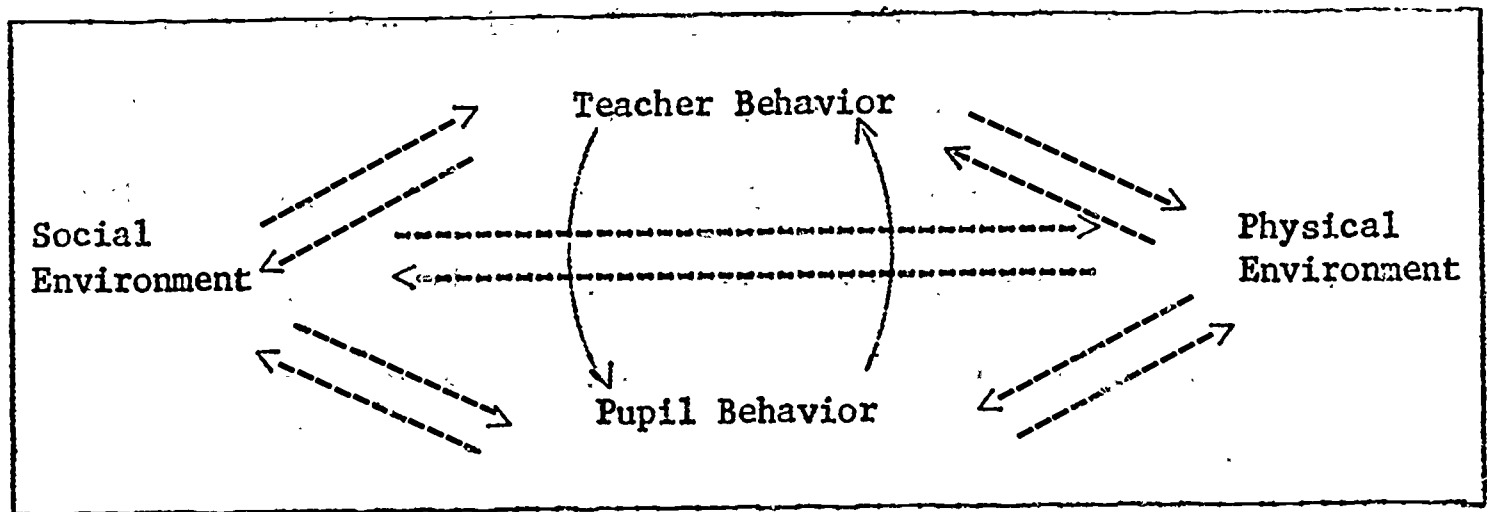 Teacher Behavior
Social
Environment
Physical
Environment
Pupil Behavior